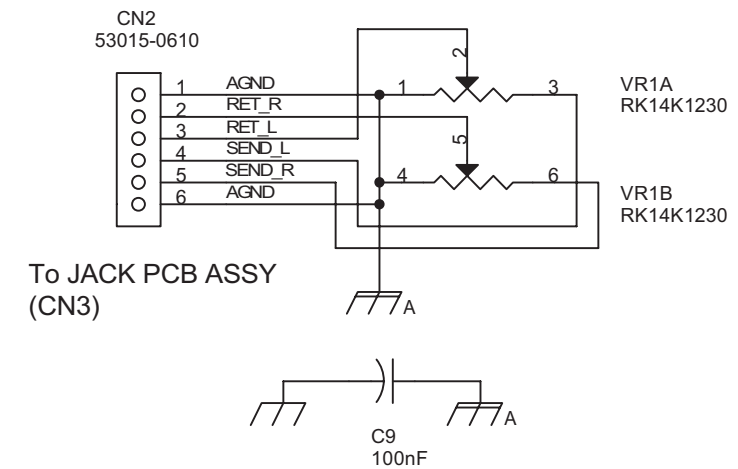 CN2
53015-0610
1 AGND
2 RET_R
3 RET_L
4 SEND_L
5 SEND_R
6 AGND
2
1 3
VR1A
RK14K1230
5
4 6
VR1B
RK14K1230
To JACK PCB ASSY
(CN3)
A
A
C9
100nF